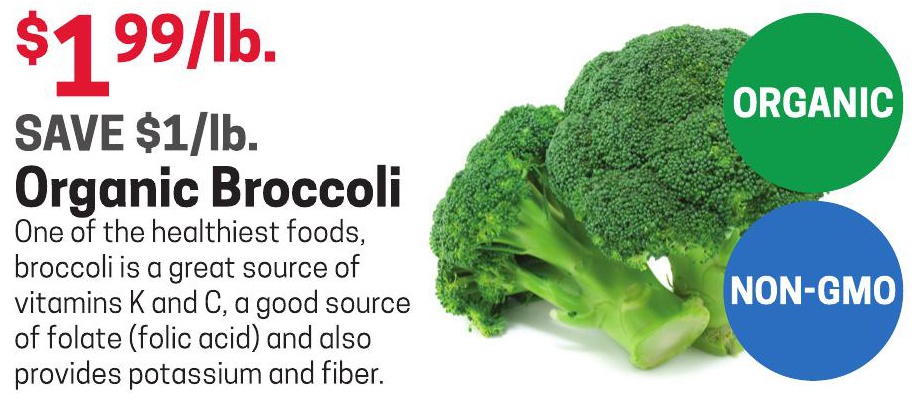 $1 99/lb.
SAVE $1/lb.
Organic Broccoli
One of the healthiest foods,
broccoli is a great source of
vitamins K and C, a good source
of folate (folic acid) and also
provides potassium and fiber.
ORGANIC
NON-GMO